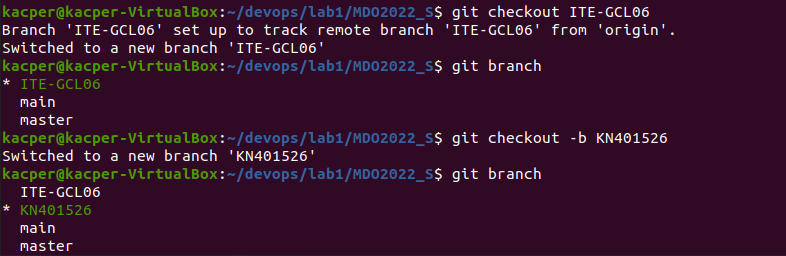 kacper@kacper-VirtualBox:~/devops/lab1/MDO2022_S$ git checkout ITE-GCL06
Branch 'ITE-GCL06' set up to track remote branch 'ITE-GCL06' from 'origin'.
Switched to a new branch 'ITE-GCL06'
kacper@kacper-VirtualBox:~/devops/lab1/MDO2022_S$ git branch
* ITE-GCL06
  main
  master
kacper@kacper-VirtualBox:~/devops/lab1/MDO2022_S$ git checkout -b KN401526
Switched to a new branch 'KN401526'
kacper@kacper-VirtualBox:~/devops/lab1/MDO2022_S$ git branch
  ITE-GCL06
* KN401526
  main
  master